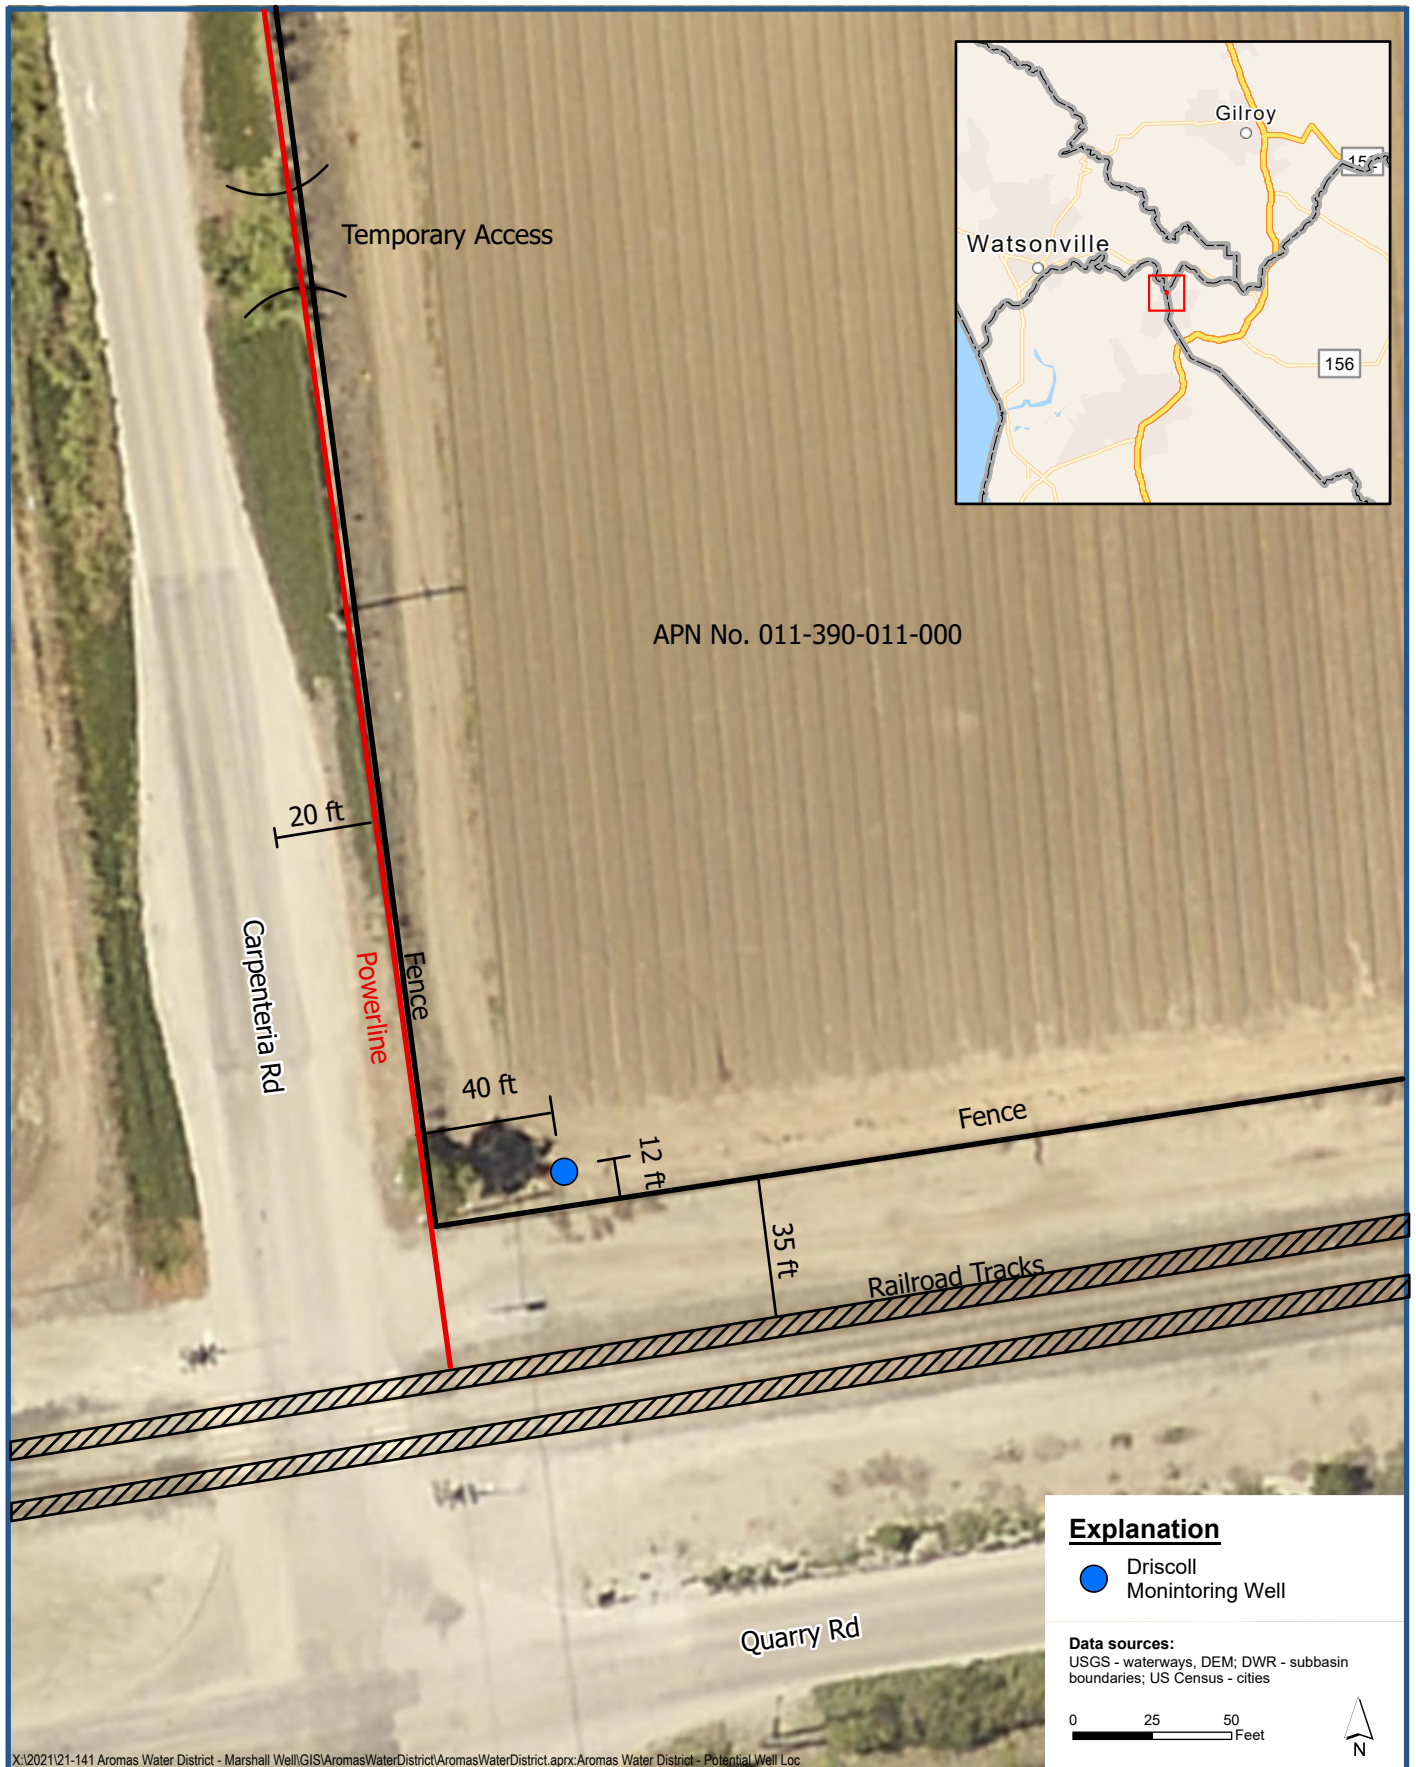 Gilroy
Watsonville
156
Temporary Access
APN No. 011-390-011-000
20 ft
Carpenteria Rd
Powerline
Fence
40 ft
12 ft
Fence
35 ft
Railroad Tracks
Quarry Rd
Explanation
Driscoll
Monintoring Well
Data sources:
USGS - waterways, DEM; DWR - subbasin
boundaries; US Census - cities
0 25 50
Feet
N
X:\2021\21-141 Aromas Water District - Marshall Well\GIS\AromasWaterDistrict\AromasWaterDistrict.aprx:Aromas Water District - Potential Well Loc